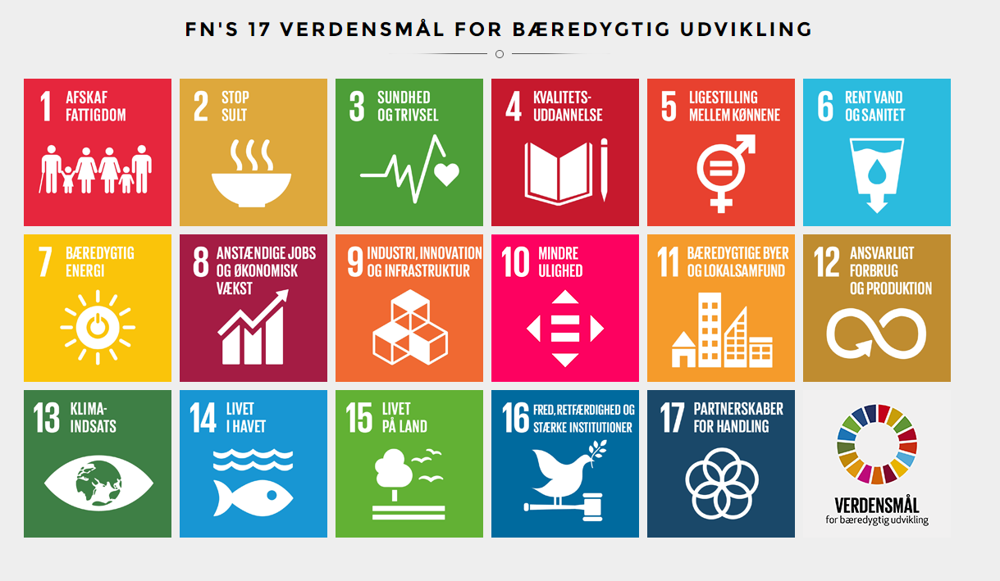 FN'S 17 VERDENSMÅL FOR BÆREDYGTIG UDVIKLING
1 AFSKAF
FATTIGDOM
2 STOP
SULT
3 SUNDHED
OG TRIVSEL
4 KVALITETS-
UDDANNELSE
5 LIGESTILLING
MELLEM KØNNENE
6 RENT VAND
OG SANITET
7 BÆREDYGTIG
ENERGI
8 ANSTÆNDIGE JOBS
OG ØKONOMISK
VÆKST
9 INDUSTRI, INNOVATION
OG INFRASTRUKTUR
10 MINDRE
ULIGHED
11 BÆREDYGTIGE BYER
OG LOKALSAMFUND
12 ANSVARLIGT
FORBRUG
OG PRODUKTION
13 KLIMA-
INDSATS
14 LIVET
I HAVET
15 LIVET
PÅ LAND
16 FRED, RETFÆRDIGHED OG
STÆRKE INSTITUTIONER
17 PARTNERSKABER
FOR HANDLING
VERDENSMÅL
for bæredygtig udvikling